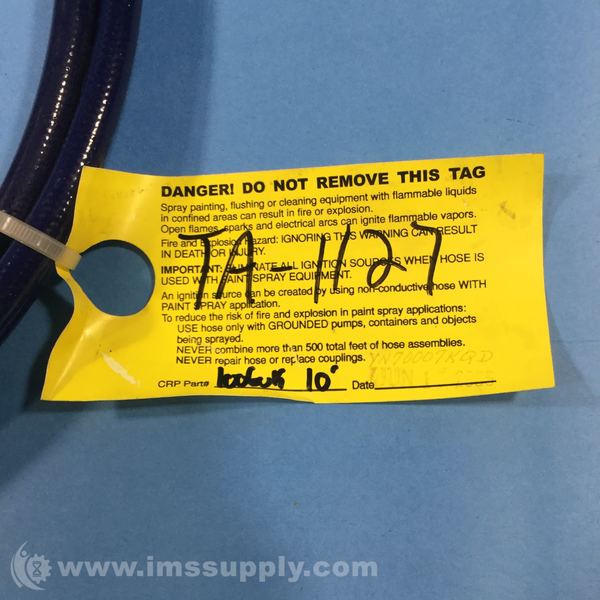 DANGER! DO NOT REMOVE THIS TAG
Spray painting, flushing or cleaning equipment with flammable liquids
in confined areas can result in fire or explosion.
Open flames, sparks and electrical arcs can ignite flammable vapors.
Fire and Explosion Hazard: IGNORING THIS WARNING CAN RESULT
IN DEATH OR INJURY.
TA-1127
IMPORTANT: ELIMINATE ALL IGNITION SOURCES WHEN HOSE IS
USED WITH PAINT SPRAY EQUIPMENT.
An ignition source can be created by using non-conductive hose WITH
PAINT SPRAY application.
To reduce the risk of fire and explosion in paint spray applications:
USE hose only with GROUNDED pumps, containers and objects
being sprayed.
NEVER combine more than 500 total feet of hose assemblies.
NEVER repair hose or replace couplings.
YN70007KQD
CRP Part# 10' Date JUN
www.imssupply.com